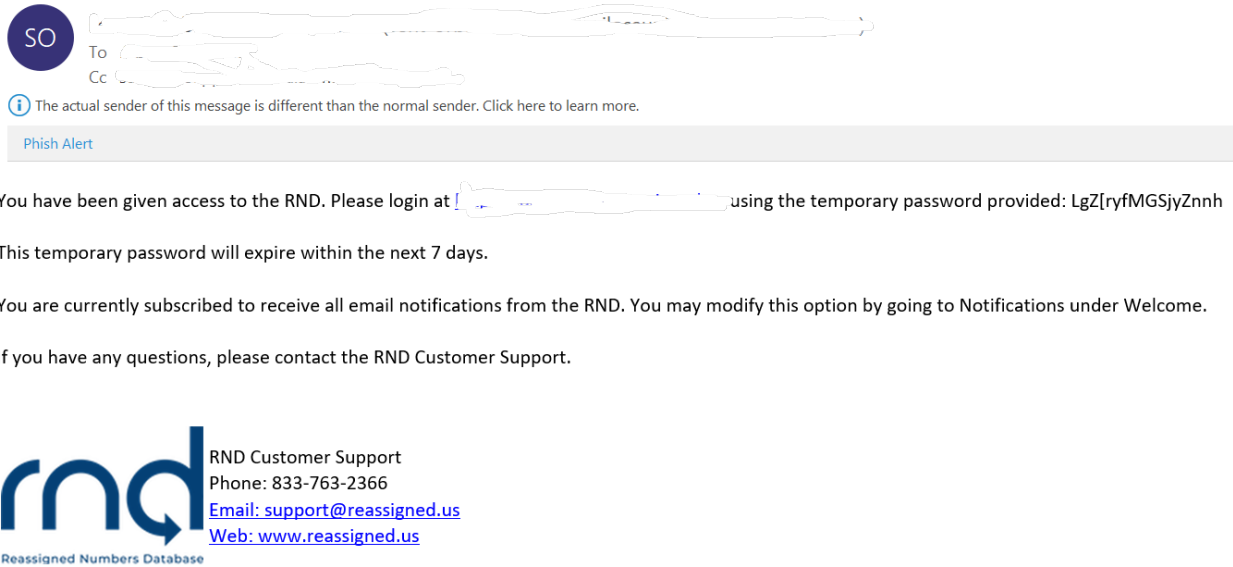 SO
To
Cc
The actual sender of this message is different than the normal sender. Click here to learn more.
Phish Alert
You have been given access to the RND. Please login at using the temporary password provided: LgZ[ryfMGSjyZnnh
This temporary password will expire within the next 7 days.
You are currently subscribed to receive all email notifications from the RND. You may modify this option by going to Notifications under Welcome.
If you have any questions, please contact the RND Customer Support.
rnd
Reassigned Numbers Database
RND Customer Support
Phone: 833-763-2366
Email: support@reassigned.us
Web: www.reassigned.us